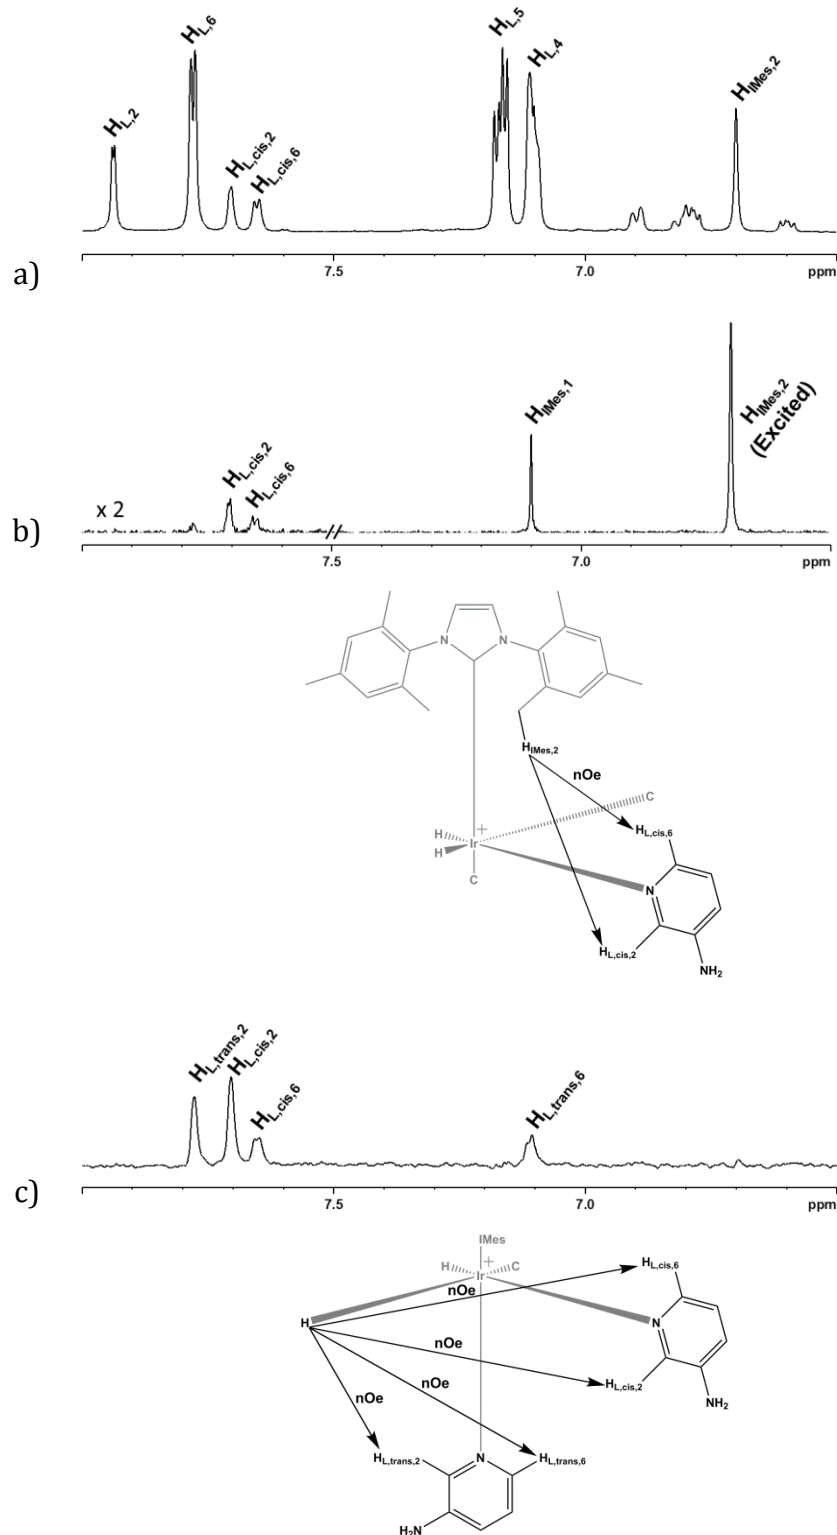 H_L,2
H_L,6
H_L,cis,2
H_L,cis,6
H_L,5
H_L,4
H_IMes,2
7.5
7.0
ppm
a)
x 2
H_L,cis,2
H_L,cis,6
H_IMes,1
H_IMes,2
(Excited)
b)
7.5
7.0
ppm
N
N
H_IMes,2
nOe
C
H_L,cis,6
H
Ir
+
H
C
N
H_L,cis,2
NH2
H_L,trans,2
H_L,cis,2
H_L,cis,6
H_L,trans,6
c)
7.5
7.0
ppm
IMes
H
Ir
+
C
H_L,cis,6
nOe
H
N
nOe
H_L,cis,2
nOe
NH2
nOe
H_L,trans,2
N
H_L,trans,6
H2N